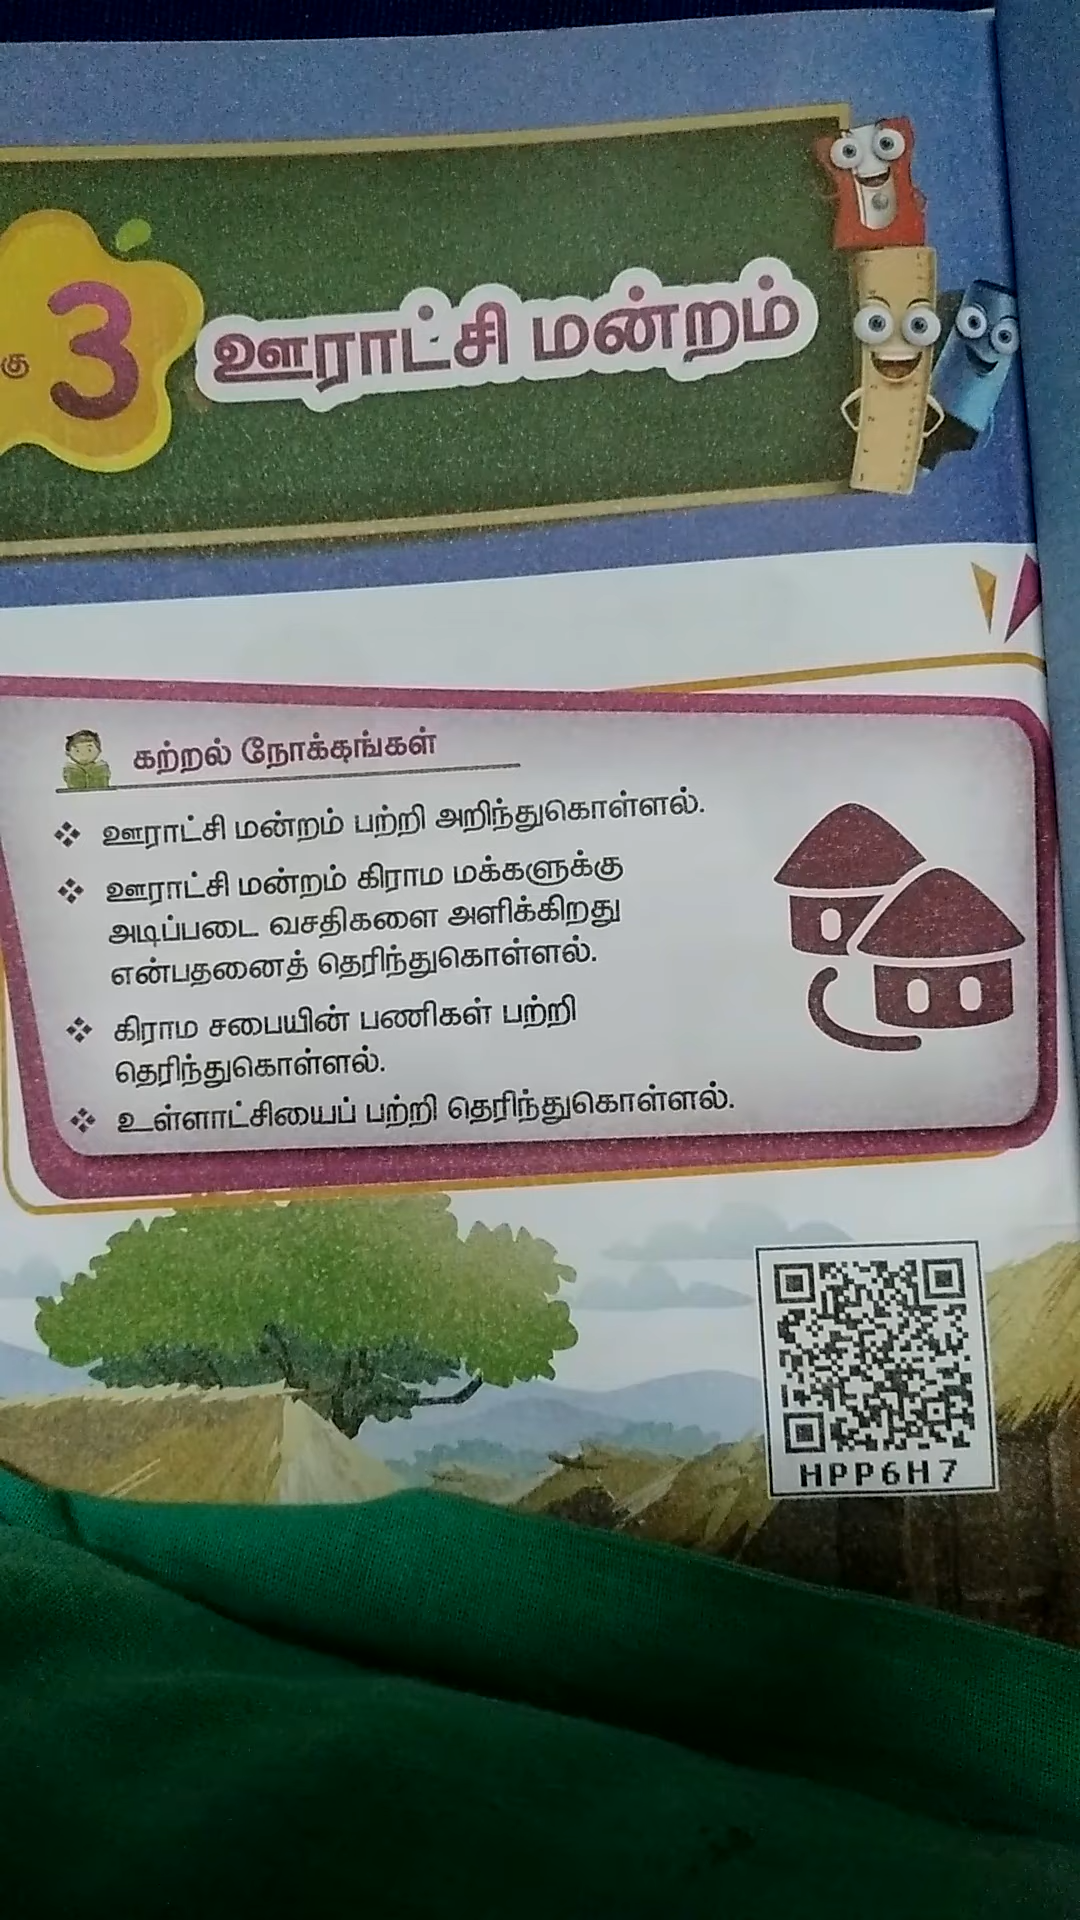 கு 3 ஊராட்சி மன்றம்
கற்றல் நோக்கங்கள்
❖ ஊராட்சி மன்றம் பற்றி அறிந்துகொள்ளல்.
❖ ஊராட்சி மன்றம் கிராம மக்களுக்கு
அடிப்படை வசதிகளை அளிக்கிறது
என்பதனைத் தெரிந்துகொள்ளல்.
❖ கிராம சபையின் பணிகள் பற்றி
தெரிந்துகொள்ளல்.
❖ உள்ளாட்சியைப் பற்றி தெரிந்துகொள்ளல்.
HPP6H7